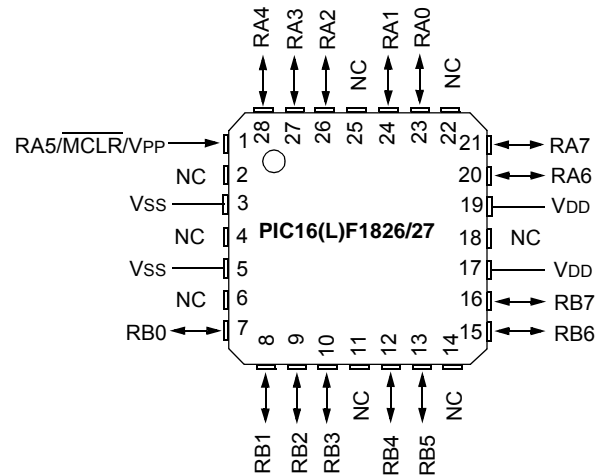 RA4 RA3 RA2 NC RA1 RA0 NC
28 27 26 25 24 23 22
RA5/MCLR/VPP 1 21 RA7
NC 2 20 RA6
VSS 3 19 VDD
NC 4 PIC16(L)F1826/27 18 NC
VSS 5 17 VDD
NC 6 16 RB7
RB0 7 15 RB6
8 9 10 11 12 13 14
RB1 RB2 RB3 NC RB4 RB5 NC